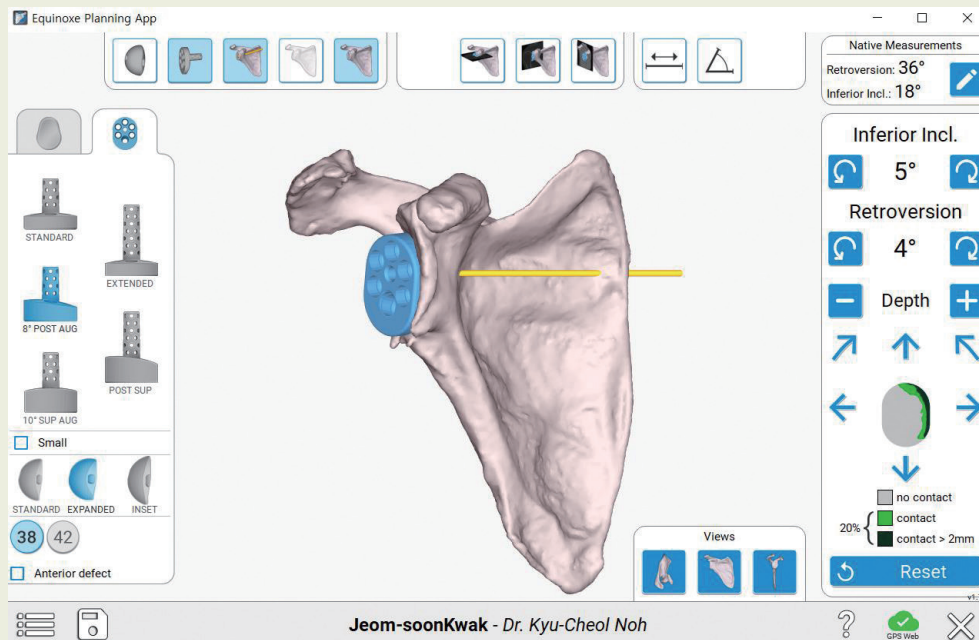 Equinoxe Planning App
Native Measurements
Retroversion: 36°
Inferior Incl.: 18°
STANDARD
EXTENDED
8° POST AUG
POST SUP
10° SUP AUG
Small
STANDARD EXPANDED INSET
38 42
Anterior defect
Inferior Incl.
5°
Retroversion
4°
Depth
no contact
20%
contact
contact > 2mm
Reset
Views
Jeom-soonKwak - Dr. Kyu-Cheol Noh
?
GPS Web